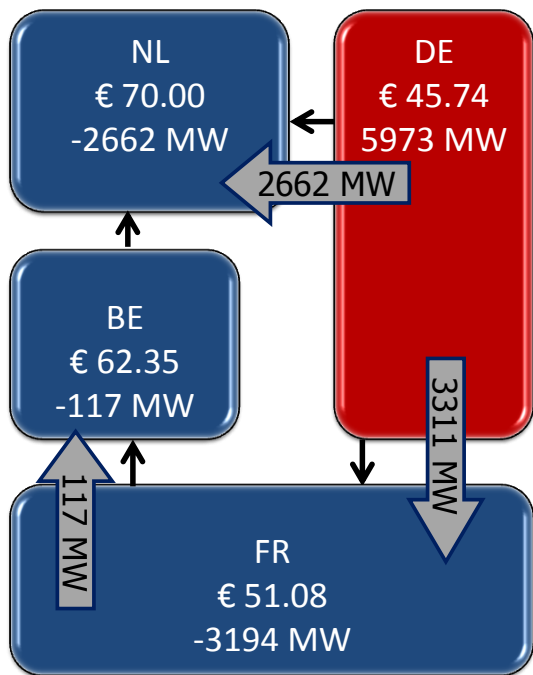 NL
€ 70.00
-2662 MW
DE
€ 45.74
5973 MW
2662 MW
BE
€ 62.35
-117 MW
3311 MW
117 MW
FR
€ 51.08
-3194 MW